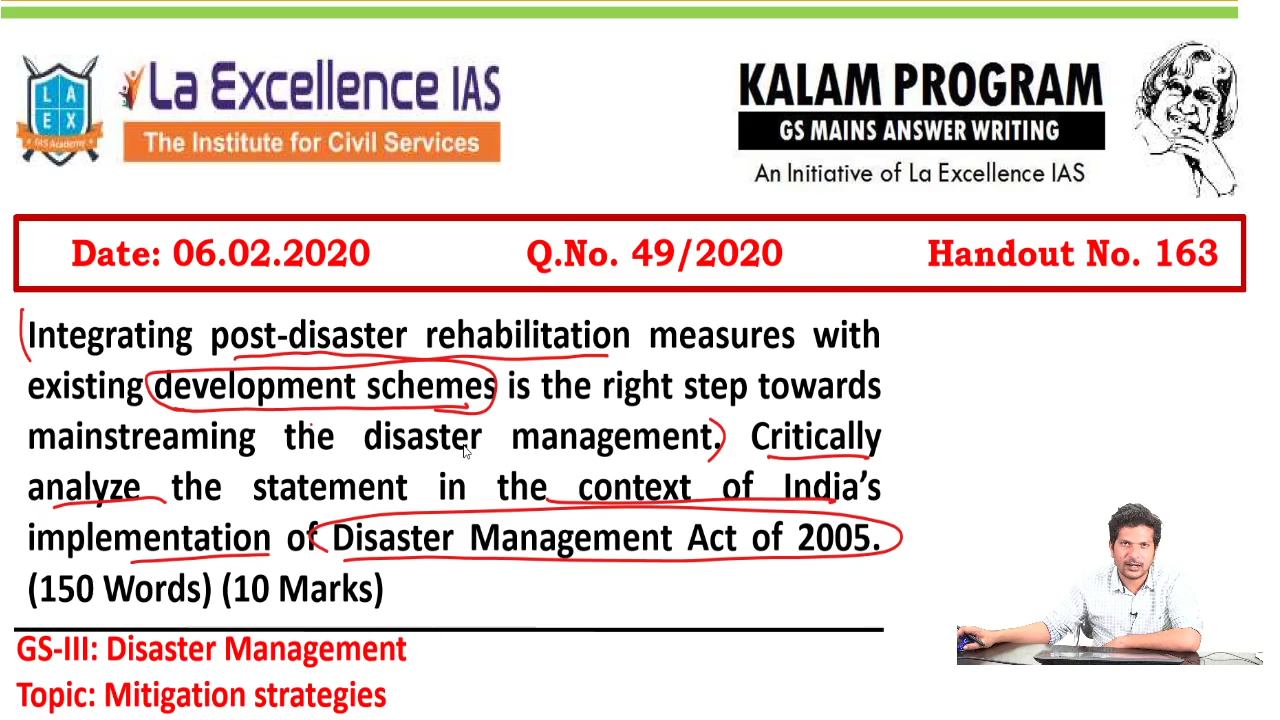 L A
E X
IAS Academy
La Excellence IAS
The Institute for Civil Services
KALAM PROGRAM
GS MAINS ANSWER WRITING
An Initiative of La Excellence IAS
Date: 06.02.2020 Q.No. 49/2020 Handout No. 163
Integrating post-disaster rehabilitation measures with
existing development schemes is the right step towards
mainstreaming the disaster management. Critically
analyze the statement in the context of India’s
implementation of Disaster Management Act of 2005.
(150 Words) (10 Marks)
GS-III: Disaster Management
Topic: Mitigation strategies